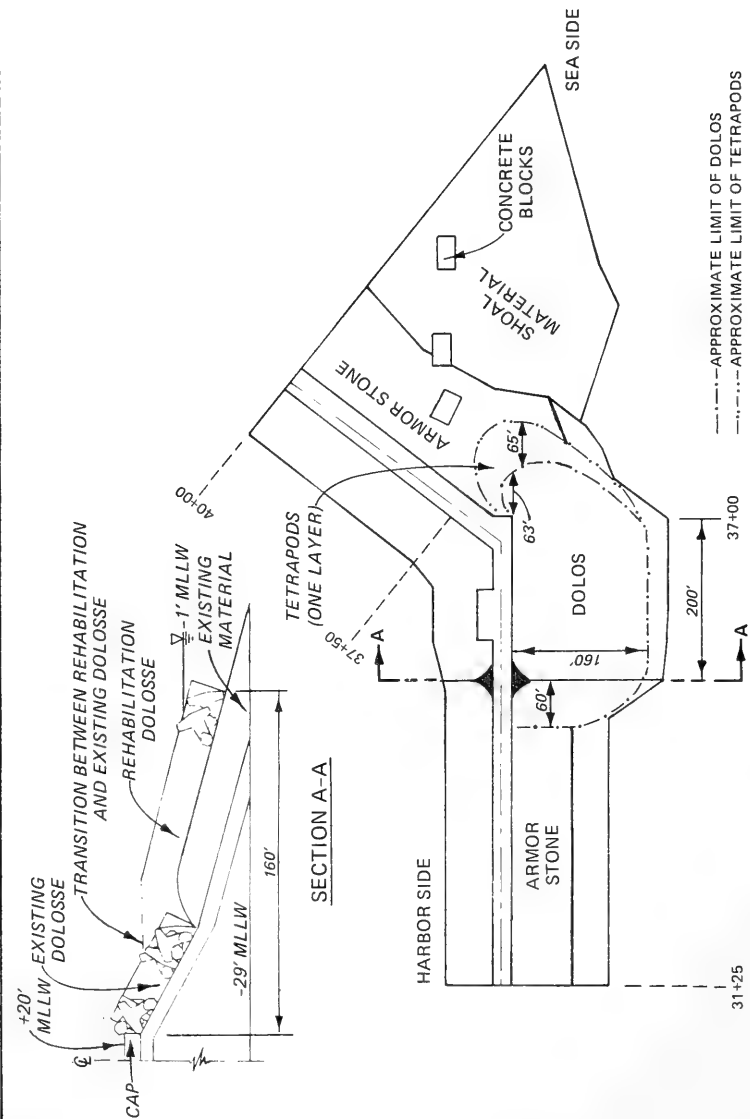 +20'
MLLW
EXISTING
DOLOSSE
TRANSITION BETWEEN REHABILITATION
AND EXISTING DOLOSSE
REHABILITATION
DOLOSSE
-1' MLLW
EXISTING
MATERIAL
CAP
℄
-29' MLLW
160'
SECTION A-A
40+00
37+50
TETRAPODS
(ONE LAYER)
ARMOR STONE
SHOAL
MATERIAL
CONCRETE
BLOCKS
SEA SIDE
HARBOR SIDE
A
A
65'
63'
DOLOS
160'
60'
200'
ARMOR
STONE
31+25
37+00
APPROXIMATE LIMIT OF DOLOS
APPROXIMATE LIMIT OF TETRAPODS